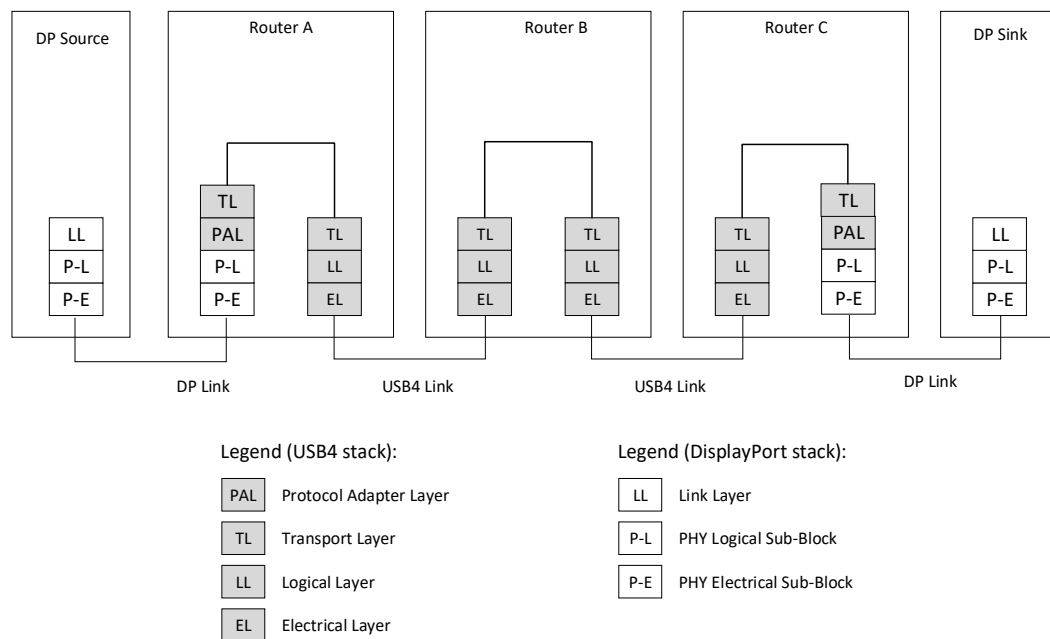 DP Source
Router A
Router B
Router C
DP Sink
TL
TL
LL
PAL
TL
TL
TL
TL
PAL
LL
P-L
P-L
LL
LL
LL
LL
P-L
P-L
P-E
P-E
EL
EL
EL
EL
P-E
P-E
DP Link
USB4 Link
USB4 Link
DP Link
Legend (USB4 stack):
PAL Protocol Adapter Layer
TL Transport Layer
LL Logical Layer
EL Electrical Layer
Legend (DisplayPort stack):
LL Link Layer
P-L PHY Logical Sub-Block
P-E PHY Electrical Sub-Block